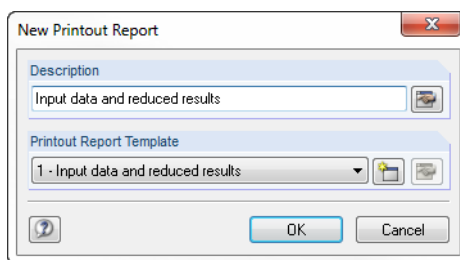 New Printout Report
Description
Input data and reduced results
Printout Report Template
1 - Input data and reduced results
OK
Cancel